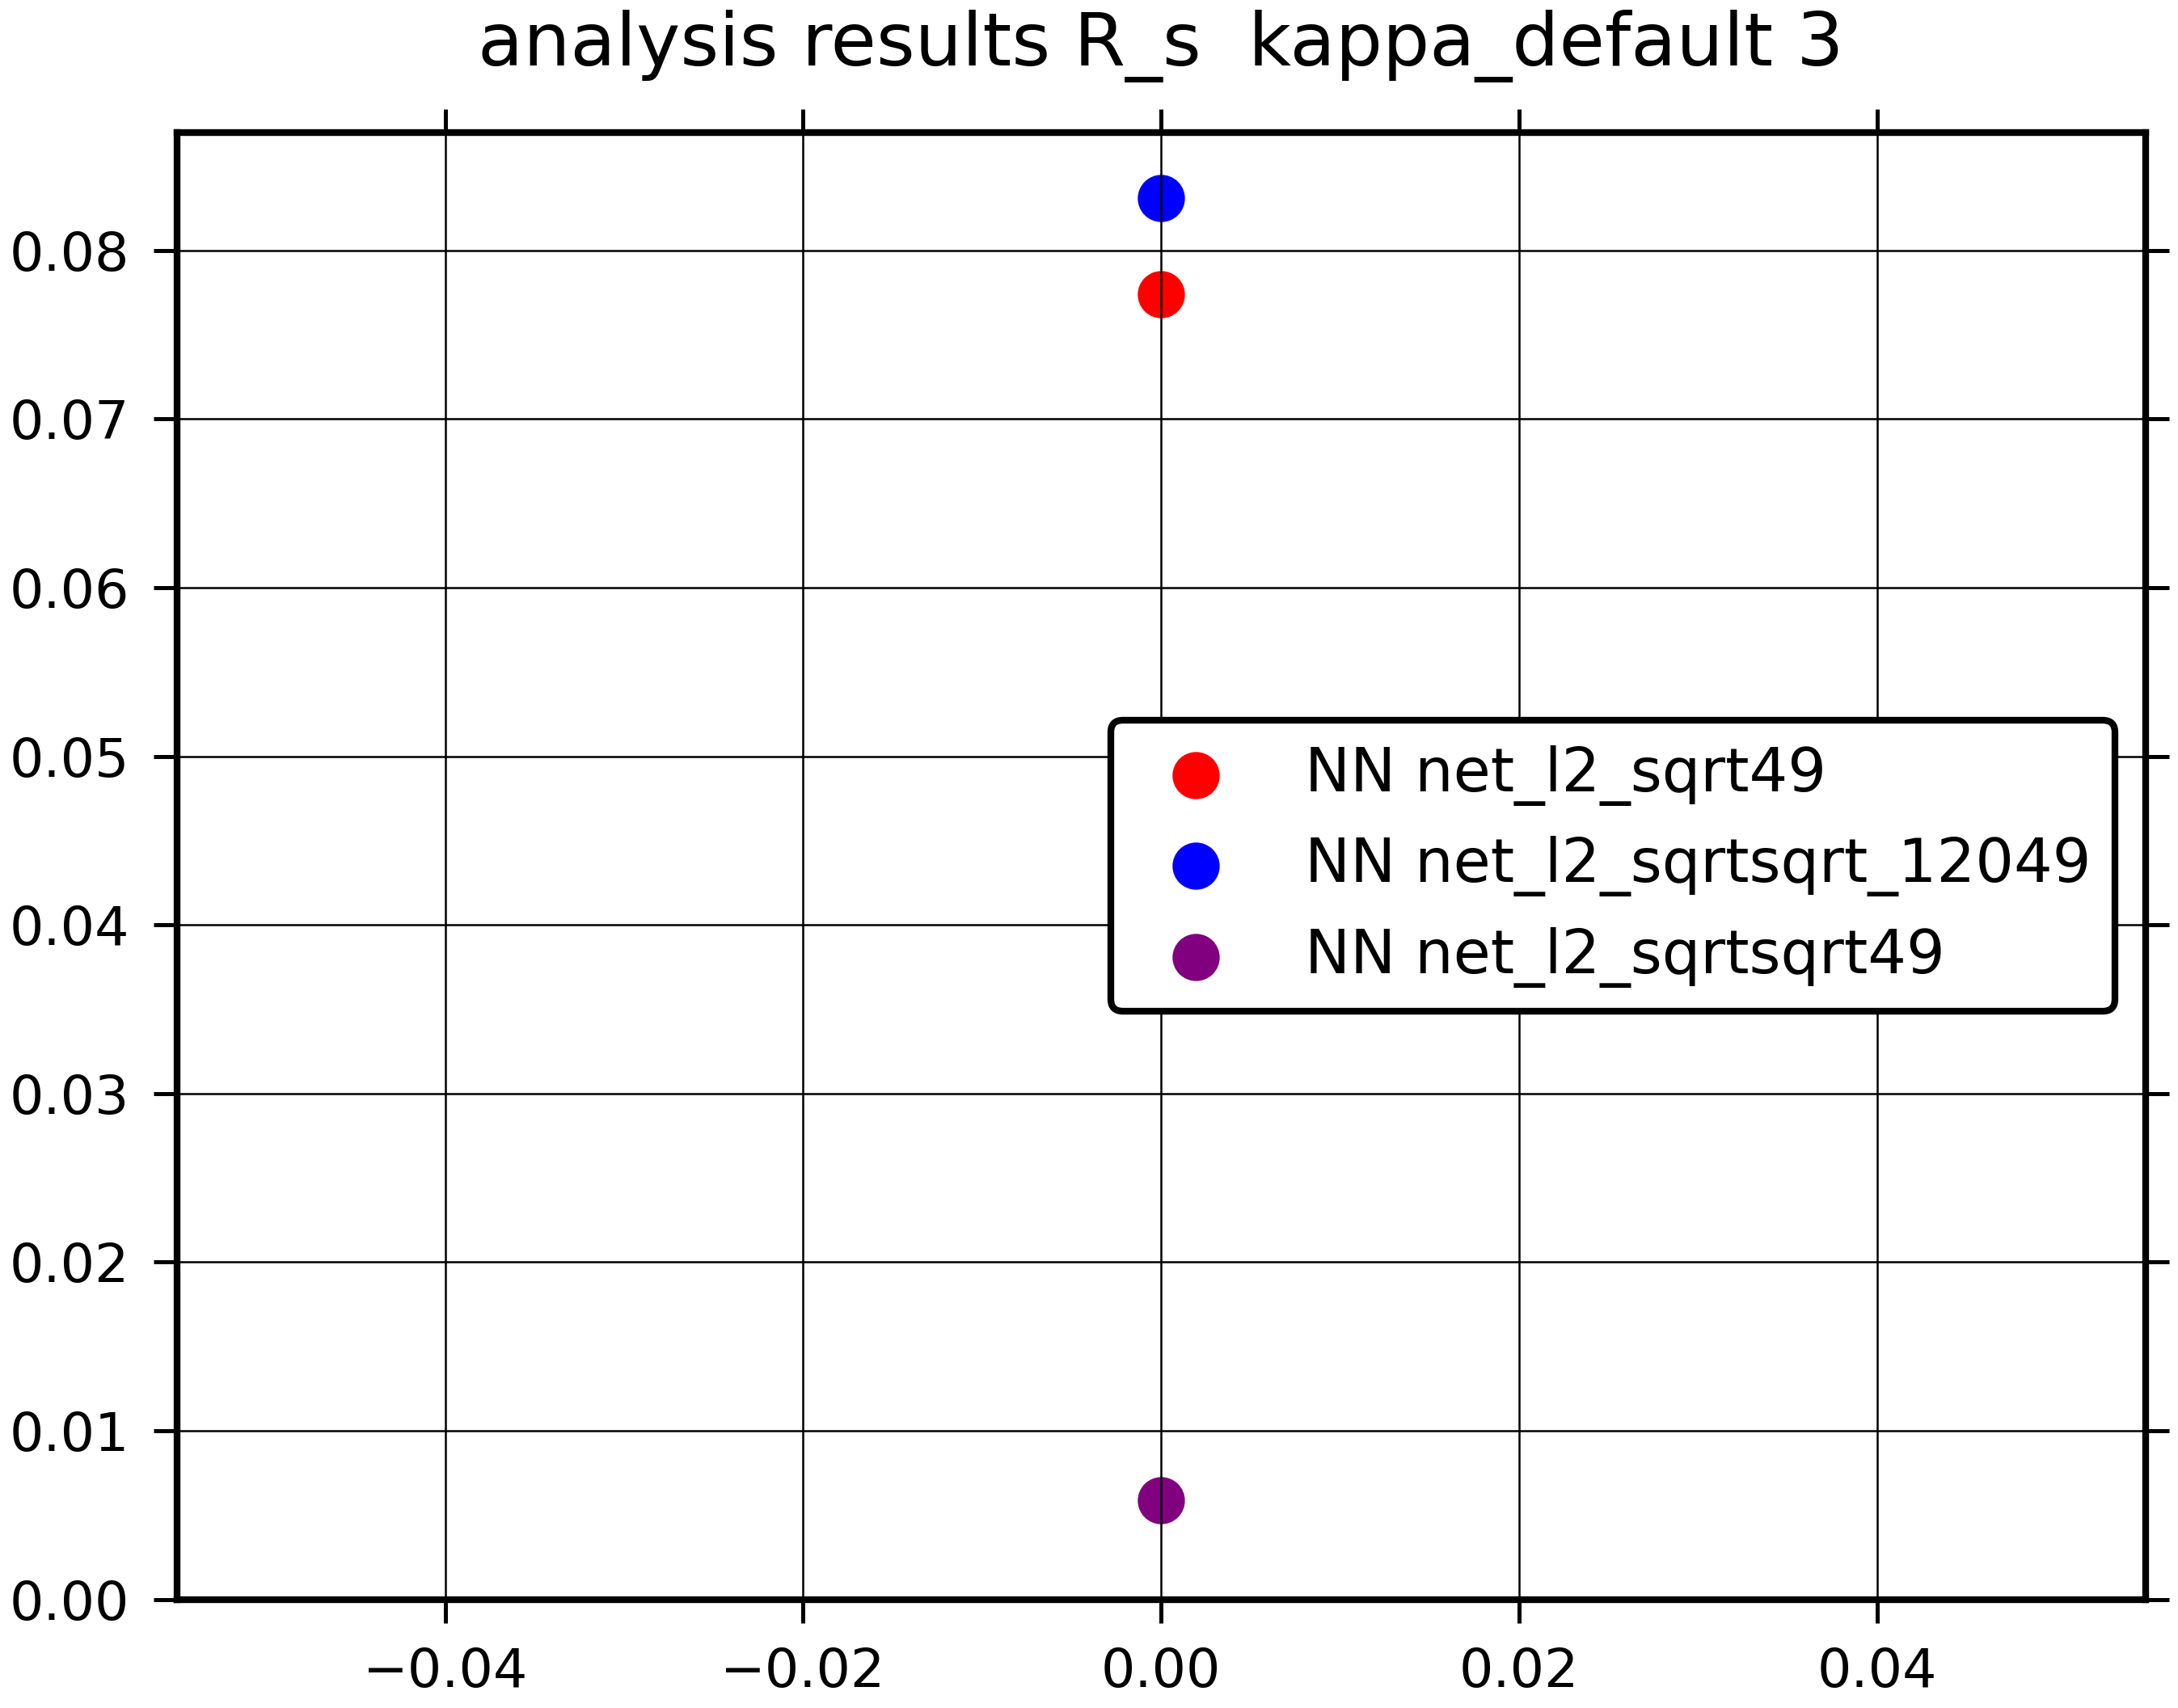 analysis results R_s  kappa_default 3
0.08
0.07
0.06
0.05
0.04
0.03
0.02
0.01
0.00
NN net_l2_sqrt49
NN net_l2_sqrtsqrt_12049
NN net_l2_sqrtsqrt49
−0.04 −0.02 0.00 0.02 0.04